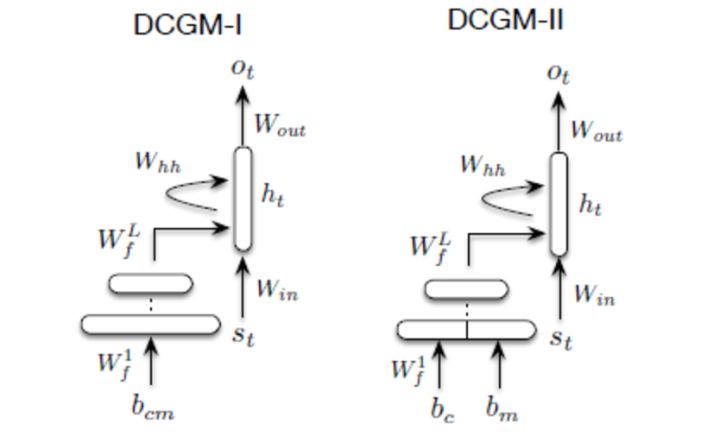 DCGM-I
o_t
W_{out}
W_{hh}
h_t
W_f^L
W_{in}
s_t
W_f^1
b_{cm}
DCGM-II
o_t
W_{out}
W_{hh}
h_t
W_f^L
W_{in}
s_t
W_f^1
b_c b_m